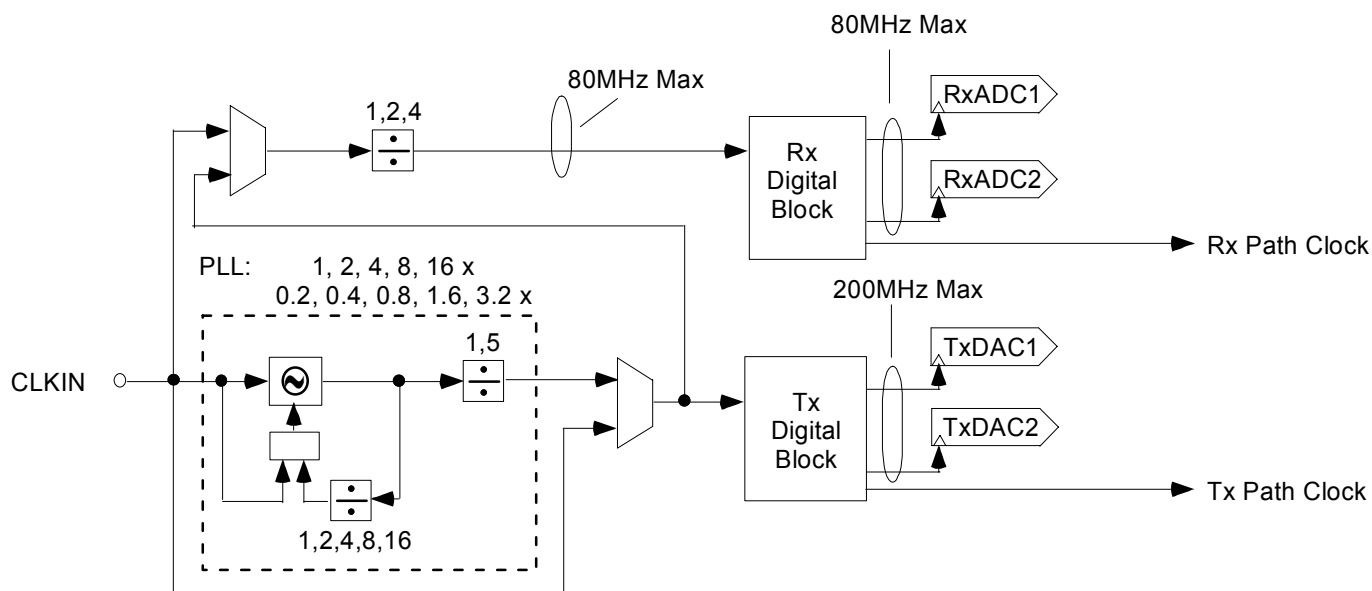 80MHz Max
80MHz Max
RxADC1
1,2,4
Rx
Digital
Block
RxADC2
Rx Path Clock
PLL: 1, 2, 4, 8, 16 x
0.2, 0.4, 0.8, 1.6, 3.2 x
200MHz Max
1,5
TxDAC1
CLKIN
Tx
Digital
Block
TxDAC2
Tx Path Clock
1,2,4,8,16